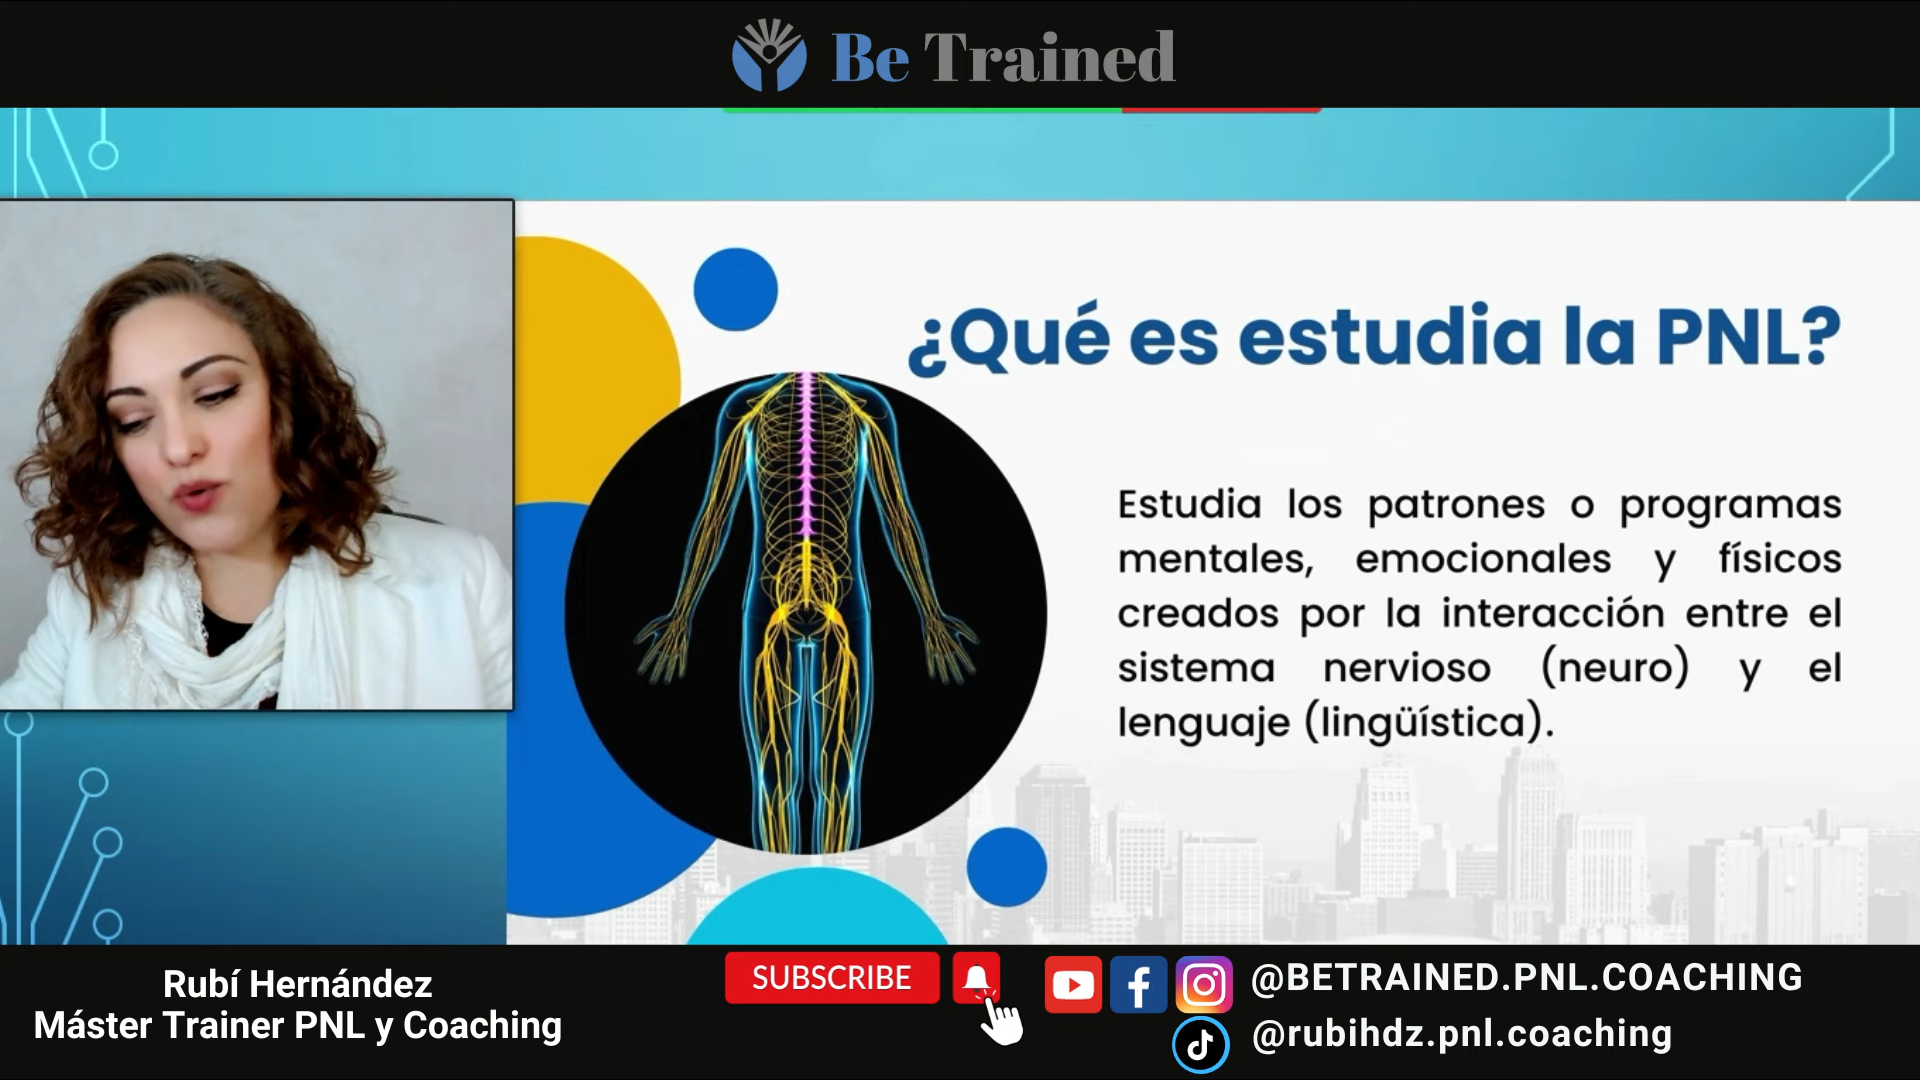 Be Trained
¿Qué es estudia la PNL?
Estudia los patrones o programas
mentales, emocionales y físicos
creados por la interacción entre el
sistema nervioso (neuro) y el
lenguaje (lingüística).
Rubí Hernández
Máster Trainer PNL y Coaching
SUBSCRIBE
@BETRAINED.PNL.COACHING
@rubihdz.pnl.coaching